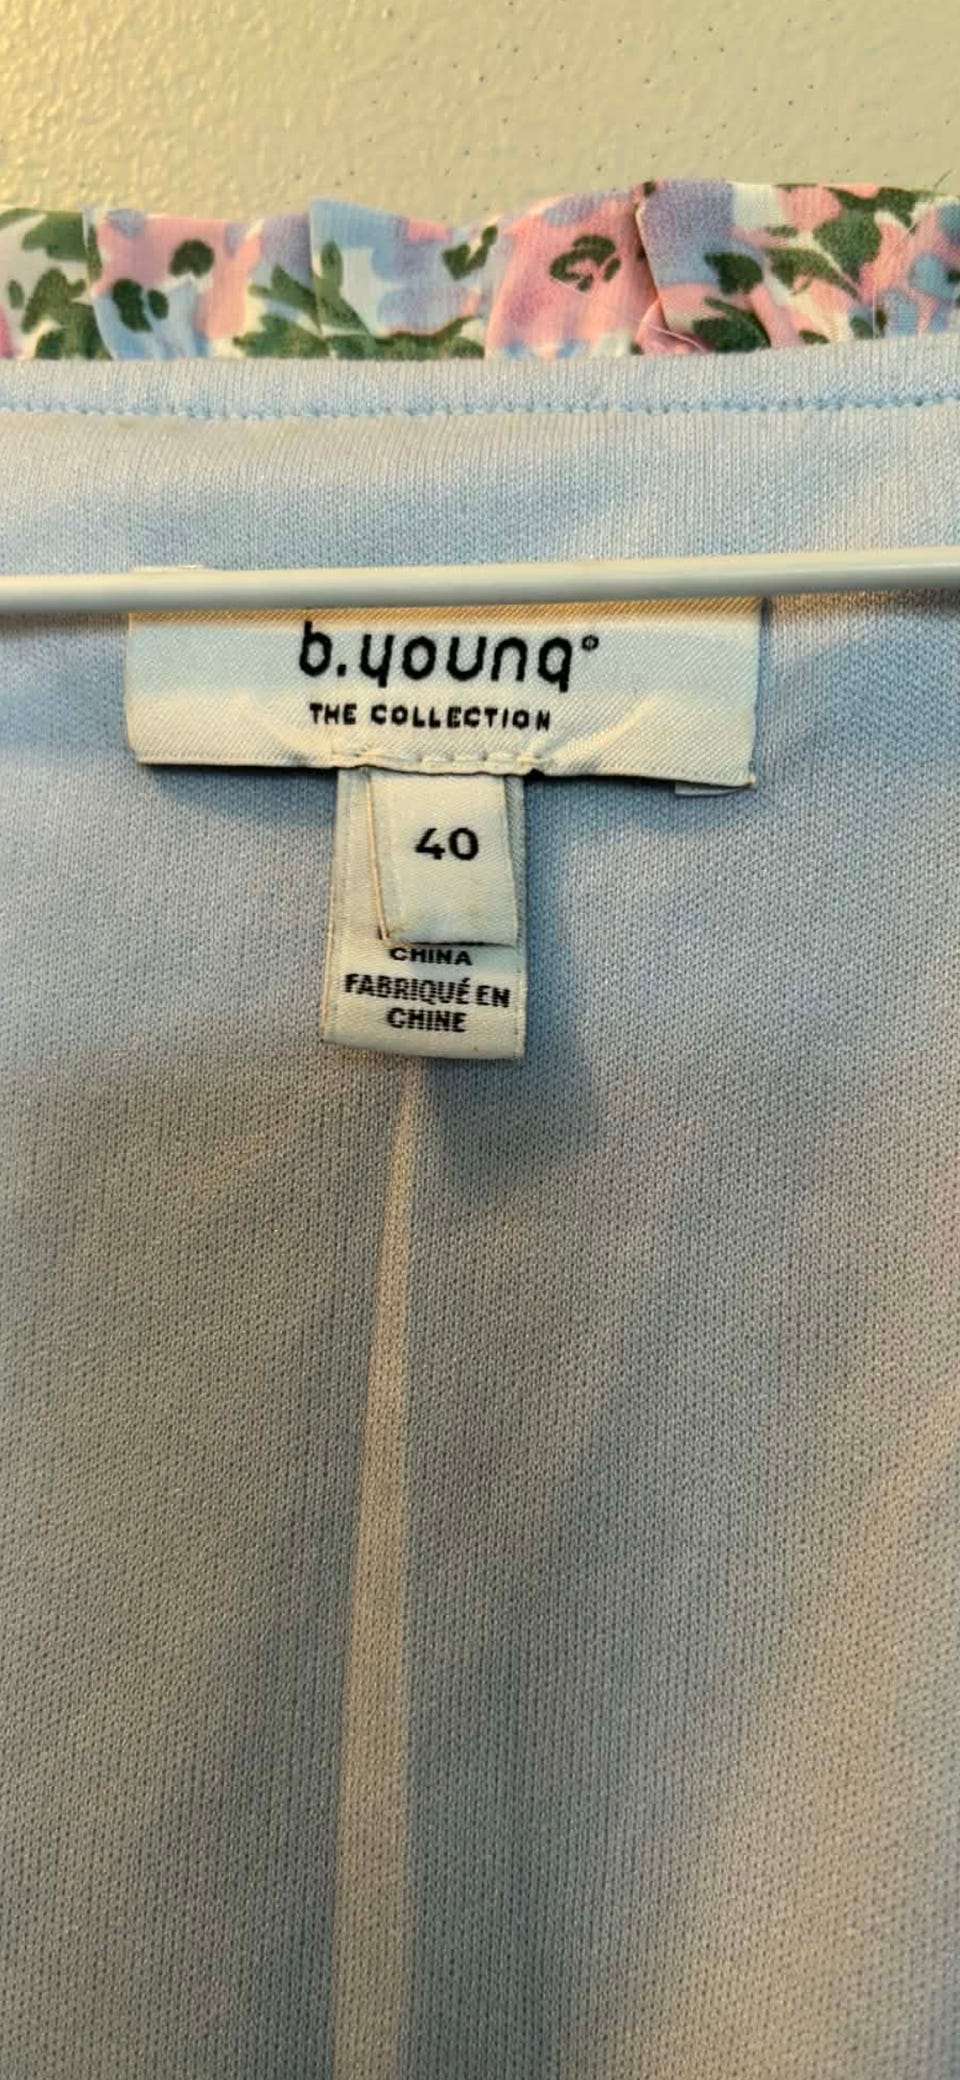 b.young®
THE COLLECTION
40
CHINA
FABRIQUÉ EN
CHINE